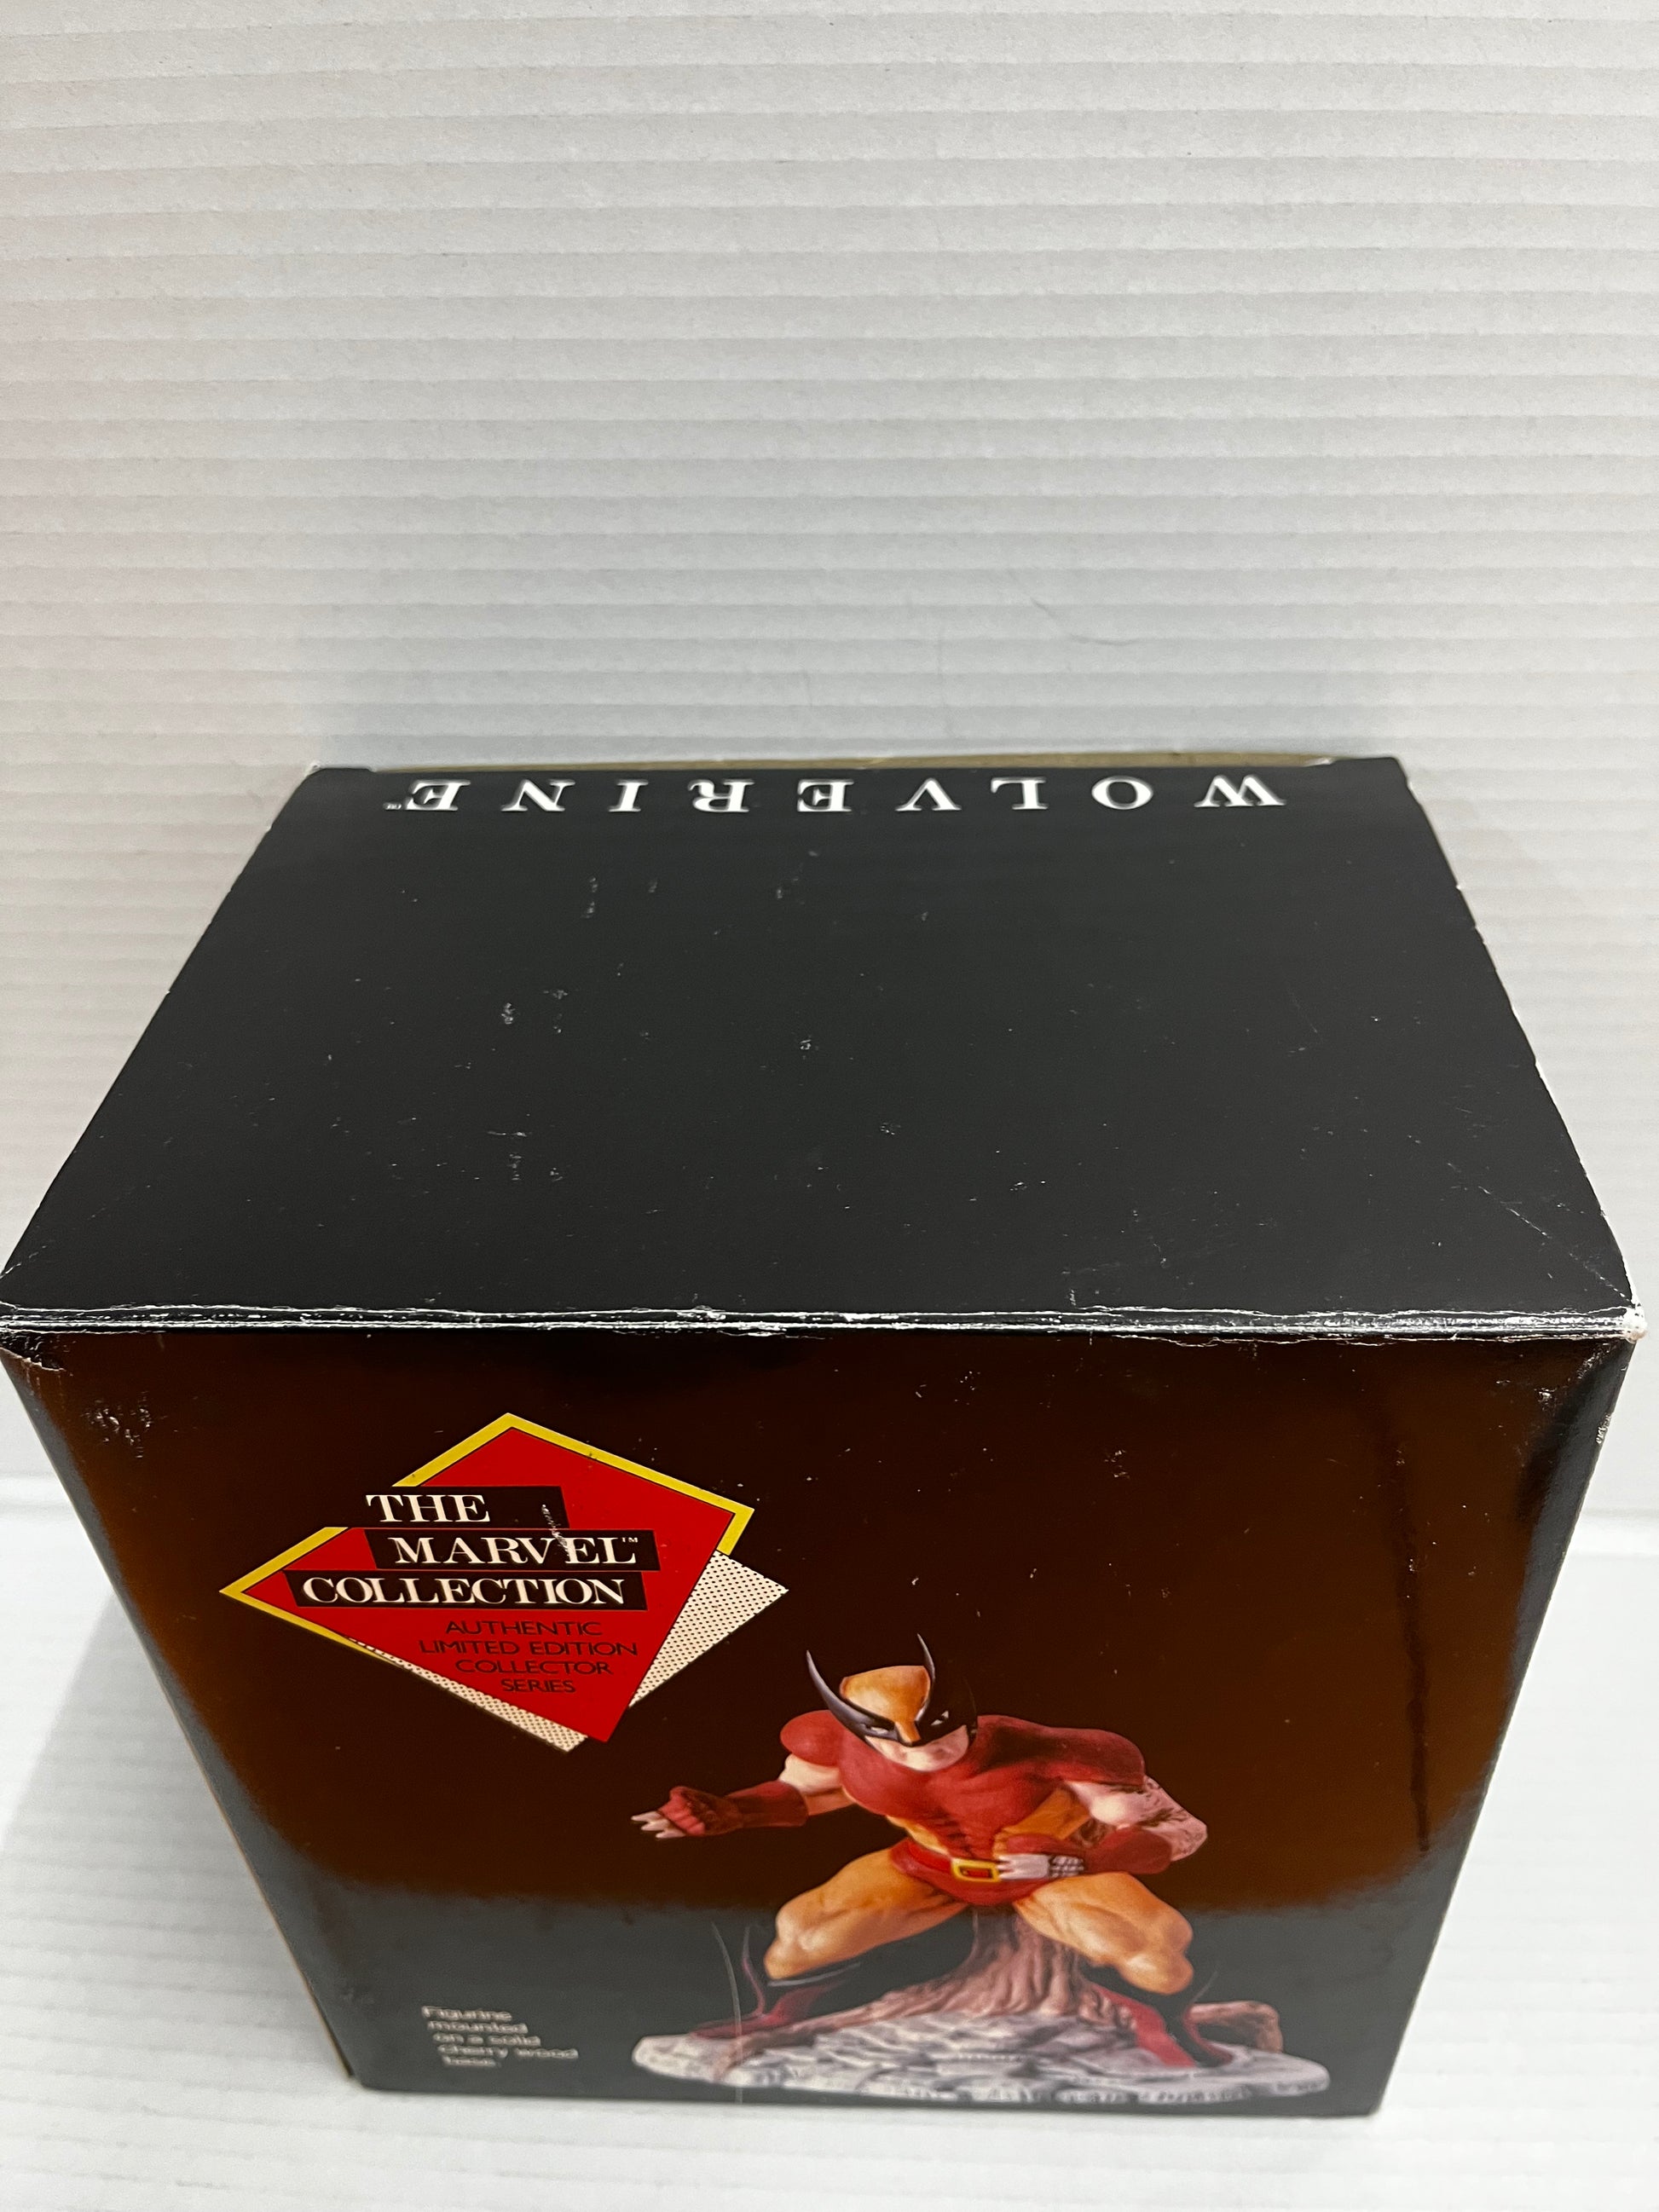 WOLVERINE™
THE
MARVEL™
COLLECTION
AUTHENTIC
LIMITED EDITION
COLLECTOR
SERIES
Figurine
mounted
on a solid
cherry wood
base.